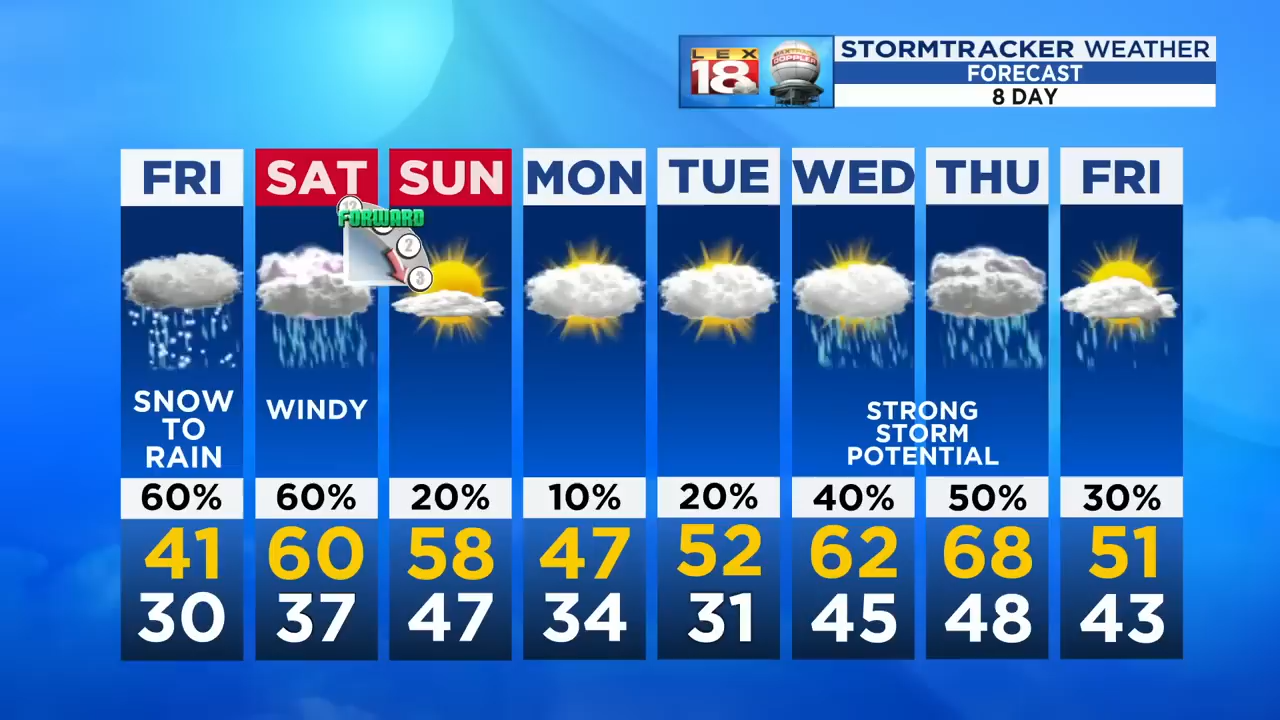 LEX
18
MAXTRACK
DOPPLER
STORMTRACKER WEATHER
FORECAST
8 DAY
FRI SAT SUN MON TUE WED THU FRI
12
FORWARD
2
3
SNOW
TO
RAIN
WINDY
STRONG
STORM
POTENTIAL
60% 60% 20% 10% 20% 40% 50% 30%
41 60 58 47 52 62 68 51
30 37 47 34 31 45 48 43